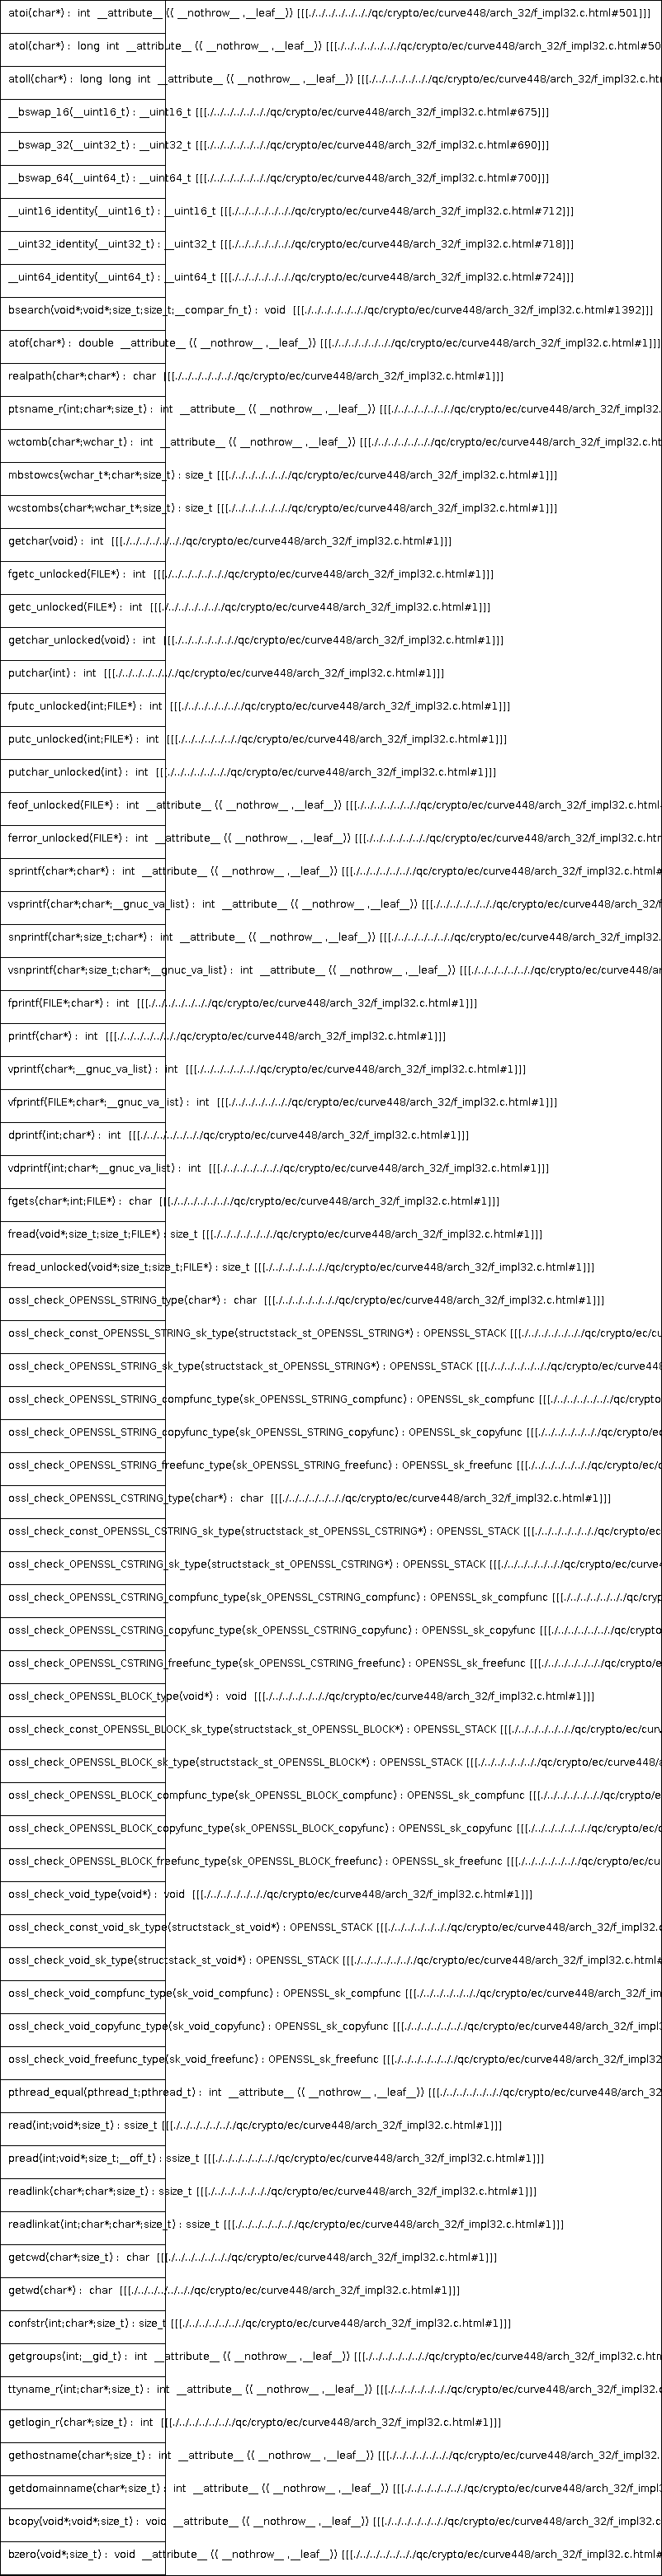 atoi(char*) :  int  __attribute__ (( __nothrow__ ,__leaf__)) [[[./../../../../../qc/crypto/ec/curve448/arch_32/f_impl32.c.html#501]]]
atol(char*) :  long  int  __attribute__ (( __nothrow__ ,__leaf__)) [[[./../../../../../qc/crypto/ec/curve448/arch_32/f_impl32.c.html#50
atoll(char*) :  long  long  int  __attribute__ (( __nothrow__ ,__leaf__)) [[[./../../../../../qc/crypto/ec/curve448/arch_32/f_impl32.c.htm
__bswap_16(__uint16_t) : __uint16_t [[[./../../../../../qc/crypto/ec/curve448/arch_32/f_impl32.c.html#675]]]
__bswap_32(__uint32_t) : __uint32_t [[[./../../../../../qc/crypto/ec/curve448/arch_32/f_impl32.c.html#690]]]
__bswap_64(__uint64_t) : __uint64_t [[[./../../../../../qc/crypto/ec/curve448/arch_32/f_impl32.c.html#700]]]
__uint16_identity(__uint16_t) : __uint16_t [[[./../../../../../qc/crypto/ec/curve448/arch_32/f_impl32.c.html#712]]]
__uint32_identity(__uint32_t) : __uint32_t [[[./../../../../../qc/crypto/ec/curve448/arch_32/f_impl32.c.html#718]]]
__uint64_identity(__uint64_t) : __uint64_t [[[./../../../../../qc/crypto/ec/curve448/arch_32/f_impl32.c.html#724]]]
bsearch(void*;void*;size_t;size_t;__compar_fn_t) :  void  [[[./../../../../../qc/crypto/ec/curve448/arch_32/f_impl32.c.html#1392]]]
atof(char*) :  double  __attribute__ (( __nothrow__ ,__leaf__)) [[[./../../../../../qc/crypto/ec/curve448/arch_32/f_impl32.c.html#1]]]
realpath(char*;char*) :  char  [[[./../../../../../qc/crypto/ec/curve448/arch_32/f_impl32.c.html#1]]]
ptsname_r(int;char*;size_t) :  int  __attribute__ (( __nothrow__ ,__leaf__)) [[[./../../../../../qc/crypto/ec/curve448/arch_32/f_impl32.
wctomb(char*;wchar_t) :  int  __attribute__ (( __nothrow__ ,__leaf__)) [[[./../../../../../qc/crypto/ec/curve448/arch_32/f_impl32.c.ht
mbstowcs(wchar_t*;char*;size_t) : size_t [[[./../../../../../qc/crypto/ec/curve448/arch_32/f_impl32.c.html#1]]]
wcstombs(char*;wchar_t*;size_t) : size_t [[[./../../../../../qc/crypto/ec/curve448/arch_32/f_impl32.c.html#1]]]
getchar(void) :  int  [[[./../../../../../qc/crypto/ec/curve448/arch_32/f_impl32.c.html#1]]]
fgetc_unlocked(FILE*) :  int  [[[./../../../../../qc/crypto/ec/curve448/arch_32/f_impl32.c.html#1]]]
getc_unlocked(FILE*) :  int  [[[./../../../../../qc/crypto/ec/curve448/arch_32/f_impl32.c.html#1]]]
getchar_unlocked(void) :  int  [[[./../../../../../qc/crypto/ec/curve448/arch_32/f_impl32.c.html#1]]]
putchar(int) :  int  [[[./../../../../../qc/crypto/ec/curve448/arch_32/f_impl32.c.html#1]]]
fputc_unlocked(int;FILE*) :  int  [[[./../../../../../qc/crypto/ec/curve448/arch_32/f_impl32.c.html#1]]]
putc_unlocked(int;FILE*) :  int  [[[./../../../../../qc/crypto/ec/curve448/arch_32/f_impl32.c.html#1]]]
putchar_unlocked(int) :  int  [[[./../../../../../qc/crypto/ec/curve448/arch_32/f_impl32.c.html#1]]]
feof_unlocked(FILE*) :  int  __attribute__ (( __nothrow__ ,__leaf__)) [[[./../../../../../qc/crypto/ec/curve448/arch_32/f_impl32.c.html
ferror_unlocked(FILE*) :  int  __attribute__ (( __nothrow__ ,__leaf__)) [[[./../../../../../qc/crypto/ec/curve448/arch_32/f_impl32.c.htm
sprintf(char*;char*) :  int  __attribute__ (( __nothrow__ ,__leaf__)) [[[./../../../../../qc/crypto/ec/curve448/arch_32/f_impl32.c.html#
vsprintf(char*;char*;__gnuc_va_list) :  int  __attribute__ (( __nothrow__ ,__leaf__)) [[[./../../../../../qc/crypto/ec/curve448/arch_32/f
snprintf(char*;size_t;char*) :  int  __attribute__ (( __nothrow__ ,__leaf__)) [[[./../../../../../qc/crypto/ec/curve448/arch_32/f_impl32.
vsnprintf(char*;size_t;char*;__gnuc_va_list) :  int  __attribute__ (( __nothrow__ ,__leaf__)) [[[./../../../../../qc/crypto/ec/curve448/ar
fprintf(FILE*;char*) :  int  [[[./../../../../../qc/crypto/ec/curve448/arch_32/f_impl32.c.html#1]]]
printf(char*) :  int  [[[./../../../../../qc/crypto/ec/curve448/arch_32/f_impl32.c.html#1]]]
vprintf(char*;__gnuc_va_list) :  int  [[[./../../../../../qc/crypto/ec/curve448/arch_32/f_impl32.c.html#1]]]
vfprintf(FILE*;char*;__gnuc_va_list) :  int  [[[./../../../../../qc/crypto/ec/curve448/arch_32/f_impl32.c.html#1]]]
dprintf(int;char*) :  int  [[[./../../../../../qc/crypto/ec/curve448/arch_32/f_impl32.c.html#1]]]
vdprintf(int;char*;__gnuc_va_list) :  int  [[[./../../../../../qc/crypto/ec/curve448/arch_32/f_impl32.c.html#1]]]
fgets(char*;int;FILE*) :  char  [[[./../../../../../qc/crypto/ec/curve448/arch_32/f_impl32.c.html#1]]]
fread(void*;size_t;size_t;FILE*) : size_t [[[./../../../../../qc/crypto/ec/curve448/arch_32/f_impl32.c.html#1]]]
fread_unlocked(void*;size_t;size_t;FILE*) : size_t [[[./../../../../../qc/crypto/ec/curve448/arch_32/f_impl32.c.html#1]]]
ossl_check_OPENSSL_STRING_type(char*) :  char  [[[./../../../../../qc/crypto/ec/curve448/arch_32/f_impl32.c.html#1]]]
ossl_check_const_OPENSSL_STRING_sk_type(structstack_st_OPENSSL_STRING*) : OPENSSL_STACK [[[./../../../../../qc/crypto/ec/cu
ossl_check_OPENSSL_STRING_sk_type(structstack_st_OPENSSL_STRING*) : OPENSSL_STACK [[[./../../../../../qc/crypto/ec/curve448
ossl_check_OPENSSL_STRING_compfunc_type(sk_OPENSSL_STRING_compfunc) : OPENSSL_sk_compfunc [[[./../../../../../qc/crypto
ossl_check_OPENSSL_STRING_copyfunc_type(sk_OPENSSL_STRING_copyfunc) : OPENSSL_sk_copyfunc [[[./../../../../../qc/crypto/ec
ossl_check_OPENSSL_STRING_freefunc_type(sk_OPENSSL_STRING_freefunc) : OPENSSL_sk_freefunc [[[./../../../../../qc/crypto/ec/c
ossl_check_OPENSSL_CSTRING_type(char*) :  char  [[[./../../../../../qc/crypto/ec/curve448/arch_32/f_impl32.c.html#1]]]
ossl_check_const_OPENSSL_CSTRING_sk_type(structstack_st_OPENSSL_CSTRING*) : OPENSSL_STACK [[[./../../../../../qc/crypto/ec
ossl_check_OPENSSL_CSTRING_sk_type(structstack_st_OPENSSL_CSTRING*) : OPENSSL_STACK [[[./../../../../../qc/crypto/ec/curve4
ossl_check_OPENSSL_CSTRING_compfunc_type(sk_OPENSSL_CSTRING_compfunc) : OPENSSL_sk_compfunc [[[./../../../../../qc/cryp
ossl_check_OPENSSL_CSTRING_copyfunc_type(sk_OPENSSL_CSTRING_copyfunc) : OPENSSL_sk_copyfunc [[[./../../../../../qc/crypto
ossl_check_OPENSSL_CSTRING_freefunc_type(sk_OPENSSL_CSTRING_freefunc) : OPENSSL_sk_freefunc [[[./../../../../../qc/crypto/e
ossl_check_OPENSSL_BLOCK_type(void*) :  void  [[[./../../../../../qc/crypto/ec/curve448/arch_32/f_impl32.c.html#1]]]
ossl_check_const_OPENSSL_BLOCK_sk_type(structstack_st_OPENSSL_BLOCK*) : OPENSSL_STACK [[[./../../../../../qc/crypto/ec/curv
ossl_check_OPENSSL_BLOCK_sk_type(structstack_st_OPENSSL_BLOCK*) : OPENSSL_STACK [[[./../../../../../qc/crypto/ec/curve448/a
ossl_check_OPENSSL_BLOCK_compfunc_type(sk_OPENSSL_BLOCK_compfunc) : OPENSSL_sk_compfunc [[[./../../../../../qc/crypto/e
ossl_check_OPENSSL_BLOCK_copyfunc_type(sk_OPENSSL_BLOCK_copyfunc) : OPENSSL_sk_copyfunc [[[./../../../../../qc/crypto/ec/c
ossl_check_OPENSSL_BLOCK_freefunc_type(sk_OPENSSL_BLOCK_freefunc) : OPENSSL_sk_freefunc [[[./../../../../../qc/crypto/ec/cu
ossl_check_void_type(void*) :  void  [[[./../../../../../qc/crypto/ec/curve448/arch_32/f_impl32.c.html#1]]]
ossl_check_const_void_sk_type(structstack_st_void*) : OPENSSL_STACK [[[./../../../../../qc/crypto/ec/curve448/arch_32/f_impl32.c
ossl_check_void_sk_type(structstack_st_void*) : OPENSSL_STACK [[[./../../../../../qc/crypto/ec/curve448/arch_32/f_impl32.c.html#
ossl_check_void_compfunc_type(sk_void_compfunc) : OPENSSL_sk_compfunc [[[./../../../../../qc/crypto/ec/curve448/arch_32/f_im
ossl_check_void_copyfunc_type(sk_void_copyfunc) : OPENSSL_sk_copyfunc [[[./../../../../../qc/crypto/ec/curve448/arch_32/f_impl3
ossl_check_void_freefunc_type(sk_void_freefunc) : OPENSSL_sk_freefunc [[[./../../../../../qc/crypto/ec/curve448/arch_32/f_impl32
pthread_equal(pthread_t;pthread_t) :  int  __attribute__ (( __nothrow__ ,__leaf__)) [[[./../../../../../qc/crypto/ec/curve448/arch_32
read(int;void*;size_t) : ssize_t [[[./../../../../../qc/crypto/ec/curve448/arch_32/f_impl32.c.html#1]]]
pread(int;void*;size_t;__off_t) : ssize_t [[[./../../../../../qc/crypto/ec/curve448/arch_32/f_impl32.c.html#1]]]
readlink(char*;char*;size_t) : ssize_t [[[./../../../../../qc/crypto/ec/curve448/arch_32/f_impl32.c.html#1]]]
readlinkat(int;char*;char*;size_t) : ssize_t [[[./../../../../../qc/crypto/ec/curve448/arch_32/f_impl32.c.html#1]]]
getcwd(char*;size_t) :  char  [[[./../../../../../qc/crypto/ec/curve448/arch_32/f_impl32.c.html#1]]]
getwd(char*) :  char  [[[./../../../../../qc/crypto/ec/curve448/arch_32/f_impl32.c.html#1]]]
confstr(int;char*;size_t) : size_t [[[./../../../../../qc/crypto/ec/curve448/arch_32/f_impl32.c.html#1]]]
getgroups(int;__gid_t) :  int  __attribute__ (( __nothrow__ ,__leaf__)) [[[./../../../../../qc/crypto/ec/curve448/arch_32/f_impl32.c.htm
ttyname_r(int;char*;size_t) :  int  __attribute__ (( __nothrow__ ,__leaf__)) [[[./../../../../../qc/crypto/ec/curve448/arch_32/f_impl32.c
getlogin_r(char*;size_t) :  int  [[[./../../../../../qc/crypto/ec/curve448/arch_32/f_impl32.c.html#1]]]
gethostname(char*;size_t) :  int  __attribute__ (( __nothrow__ ,__leaf__)) [[[./../../../../../qc/crypto/ec/curve448/arch_32/f_impl32.
getdomainname(char*;size_t) :  int  __attribute__ (( __nothrow__ ,__leaf__)) [[[./../../../../../qc/crypto/ec/curve448/arch_32/f_impl3
bcopy(void*;void*;size_t) :  void  __attribute__ (( __nothrow__ ,__leaf__)) [[[./../../../../../qc/crypto/ec/curve448/arch_32/f_impl32.c
bzero(void*;size_t) :  void  __attribute__ (( __nothrow__ ,__leaf__)) [[[./../../../../../qc/crypto/ec/curve448/arch_32/f_impl32.c.html#